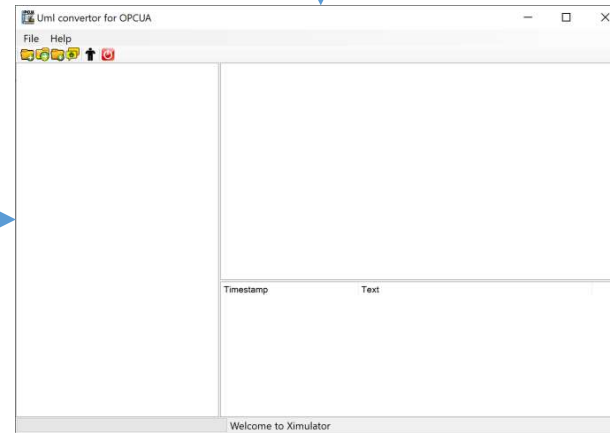 Uml convertor for OPCUA
File Help
Timestamp Text
Welcome to Ximulator